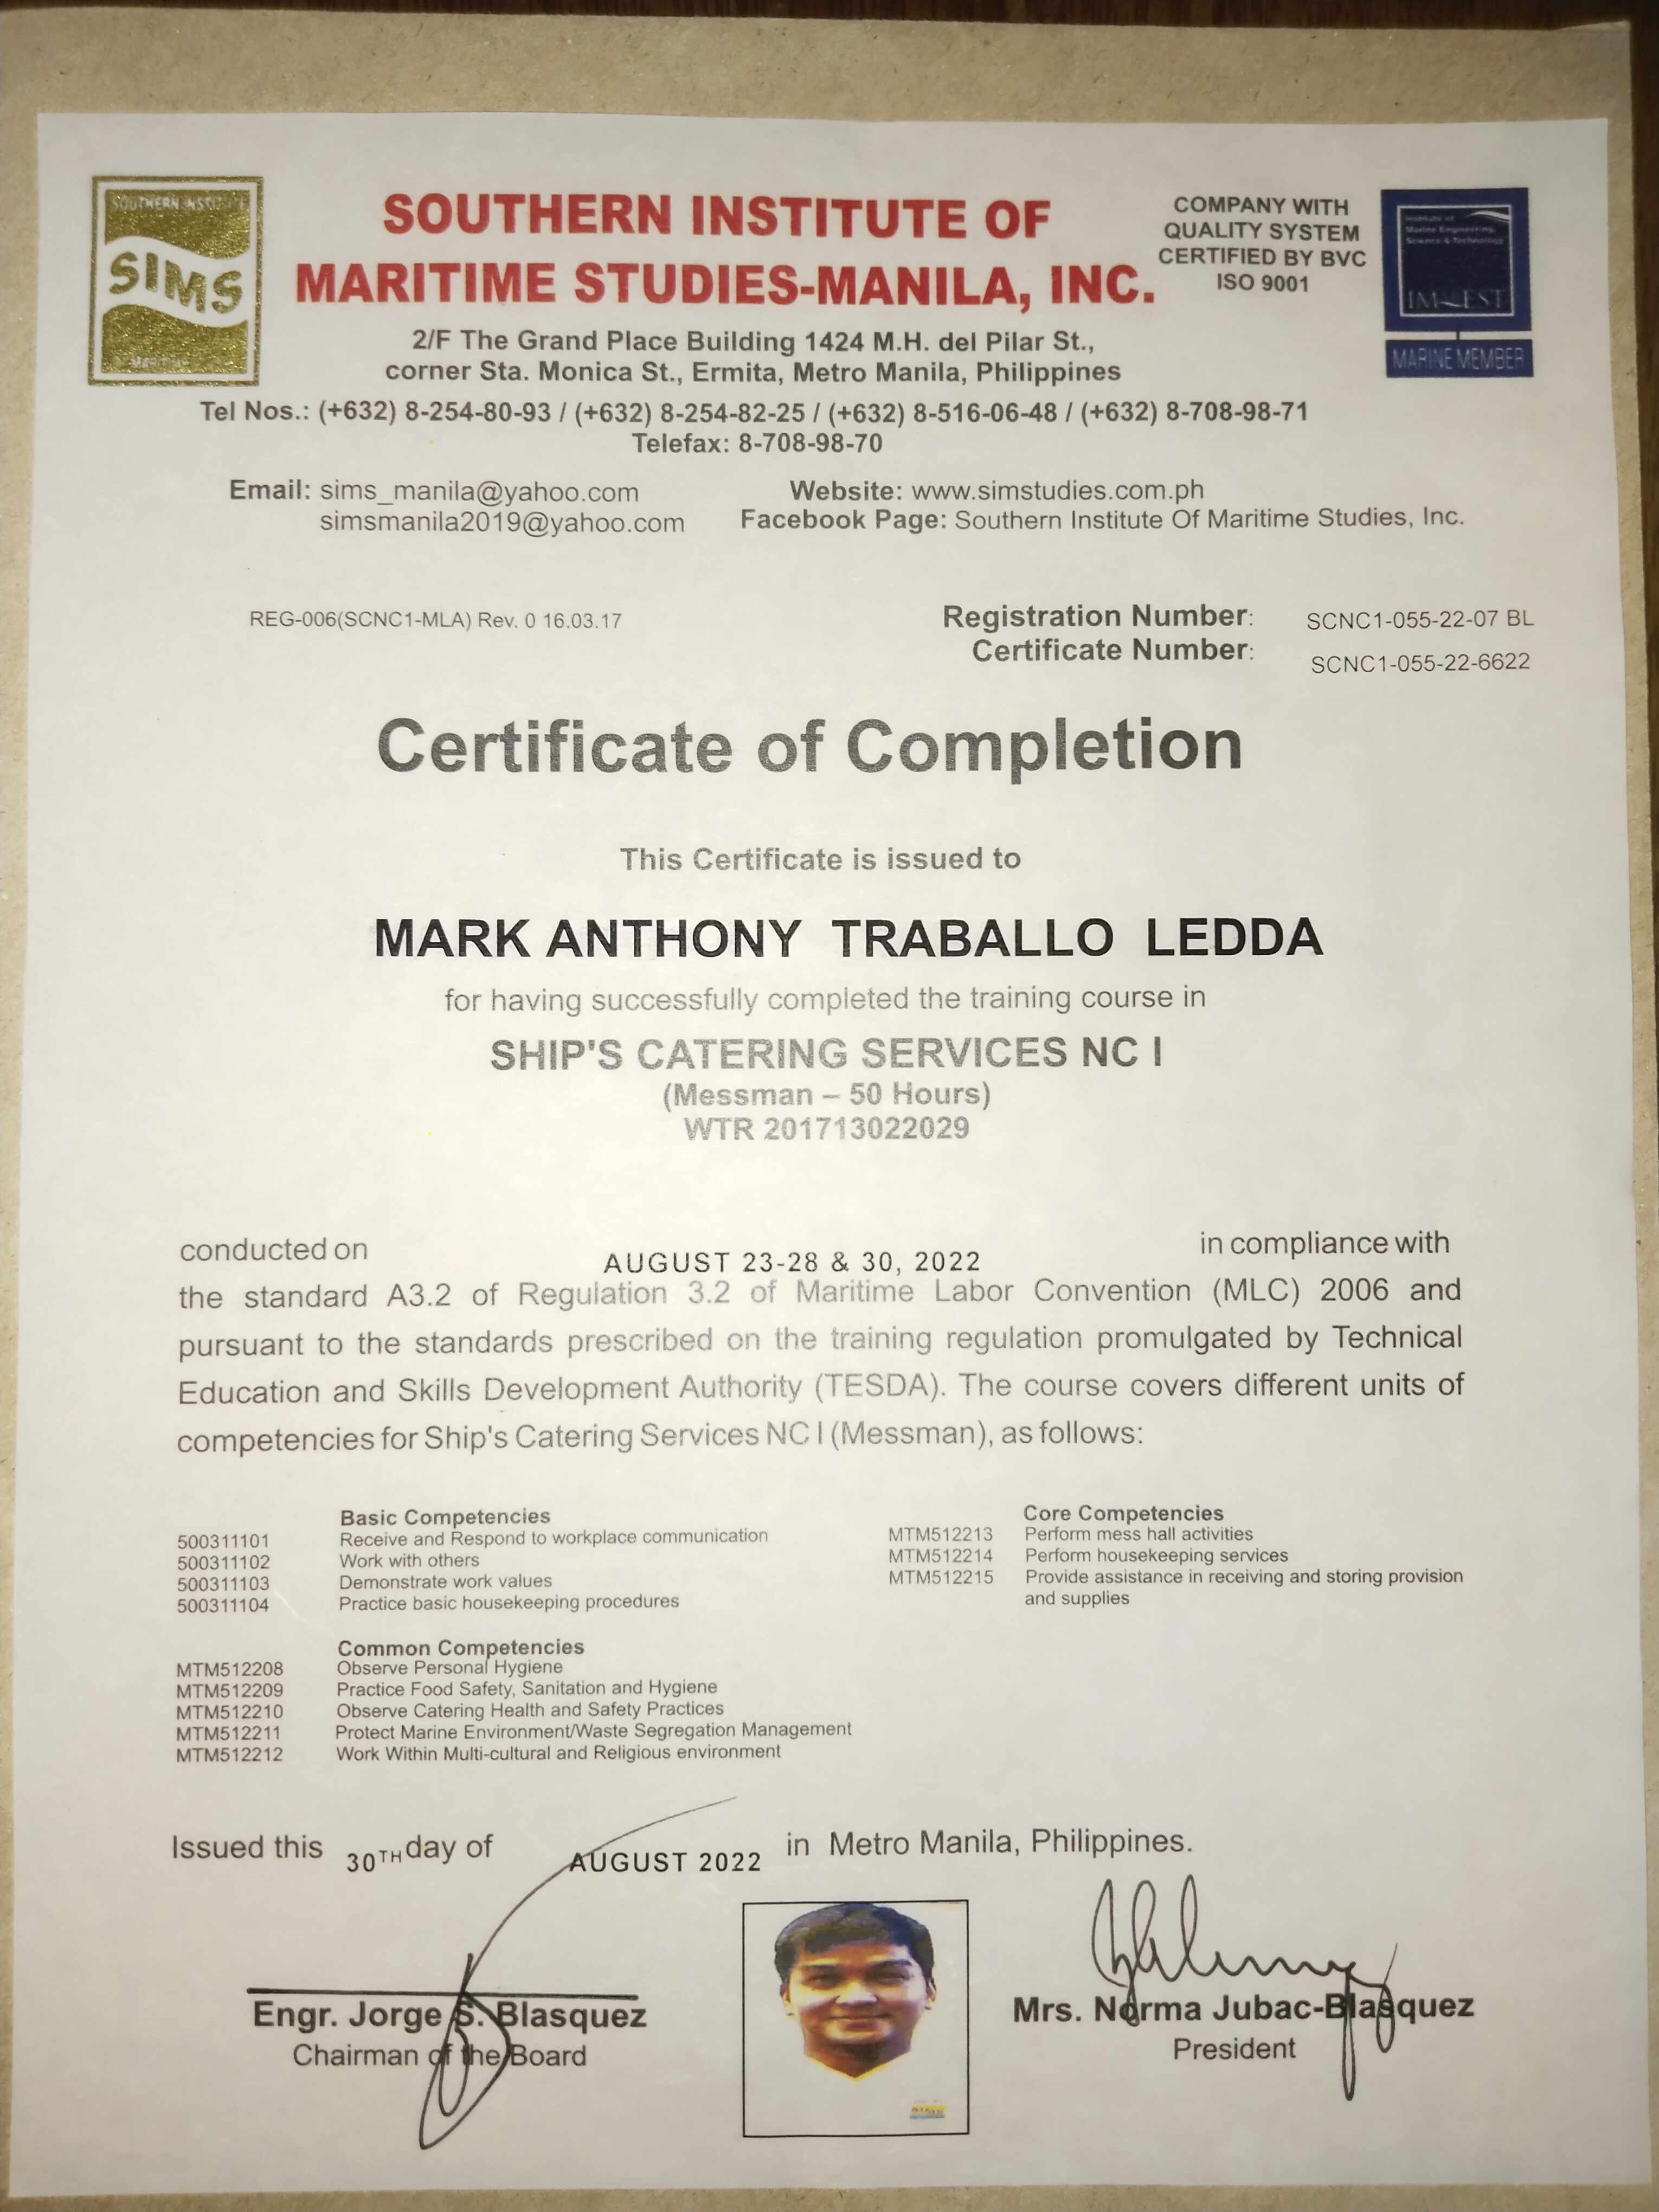 SOUTHERN INSTITUTE
SIMS
SOUTHERN INSTITUTE OF
MARITIME STUDIES-MANILA, INC.
COMPANY WITH
QUALITY SYSTEM
CERTIFIED BY BVC
ISO 9001
Institute of
Marine Engineering,
Science & Technology
IMarEST
MARINE MEMBER
2/F The Grand Place Building 1424 M.H. del Pilar St.,
corner Sta. Monica St., Ermita, Metro Manila, Philippines
Tel Nos.: (+632) 8-254-80-93 / (+632) 8-254-82-25 / (+632) 8-516-06-48 / (+632) 8-708-98-71
Telefax: 8-708-98-70
Email: sims_manila@yahoo.com
simsmanila2019@yahoo.com
Website: www.simstudies.com.ph
Facebook Page: Southern Institute Of Maritime Studies, Inc.
REG-006(SCNC1-MLA) Rev. 0 16.03.17
Registration Number: SCNC1-055-22-07 BL
Certificate Number: SCNC1-055-22-6622
Certificate of Completion
This Certificate is issued to
MARK ANTHONY TRABALLO LEDDA
for having successfully completed the training course in
SHIP'S CATERING SERVICES NC I
(Messman – 50 Hours)
WTR 201713022029
conducted on AUGUST 23-28 & 30, 2022 in compliance with
the standard A3.2 of Regulation 3.2 of Maritime Labor Convention (MLC) 2006 and
pursuant to the standards prescribed on the training regulation promulgated by Technical
Education and Skills Development Authority (TESDA). The course covers different units of
competencies for Ship's Catering Services NC I (Messman), as follows:
Basic Competencies
500311101 Receive and Respond to workplace communication
500311102 Work with others
500311103 Demonstrate work values
500311104 Practice basic housekeeping procedures
Core Competencies
MTM512213 Perform mess hall activities
MTM512214 Perform housekeeping services
MTM512215 Provide assistance in receiving and storing provision
and supplies
Common Competencies
MTM512208 Observe Personal Hygiene
MTM512209 Practice Food Safety, Sanitation and Hygiene
MTM512210 Observe Catering Health and Safety Practices
MTM512211 Protect Marine Environment/Waste Segregation Management
MTM512212 Work Within Multi-cultural and Religious environment
Issued this 30TH day of AUGUST 2022 in Metro Manila, Philippines.
Engr. Jorge S. Blasquez
Chairman of the Board
Mrs. Norma Jubac-Blasquez
President